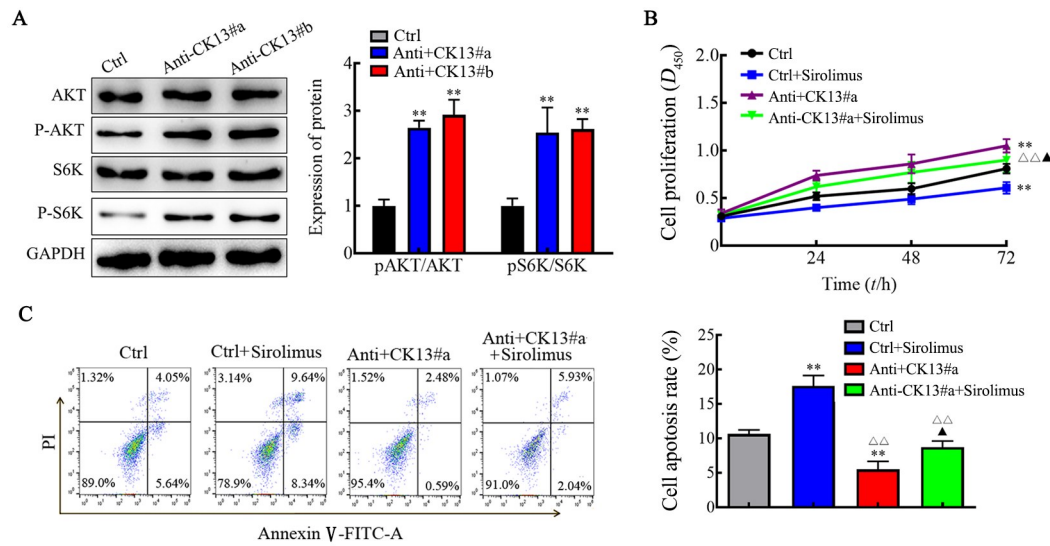 A
Ctrl
Anti-CK13#a
Anti-CK13#b
AKT
P-AKT
S6K
P-S6K
GAPDH
Ctrl
Anti+CK13#a
Anti+CK13#b
Expression of protein
4
3
2
1
0
**
**
**
**
pAKT/AKT
pS6K/S6K
B
Ctrl
Ctrl+Sirolimus
Anti+CK13#a
Anti-CK13#a+Sirolimus
Cell proliferation (D450)
2.0
1.5
1.0
0.5
0
**
△△▲
**
24
48
72
Time (t/h)
C
Ctrl
Ctrl+Sirolimus
Anti+CK13#a
Anti+CK13#a
+Sirolimus
1.32%
4.05%
89.0%
5.64%
3.14%
9.64%
78.9%
8.34%
1.52%
2.48%
95.4%
0.59%
1.07%
5.93%
91.0%
2.04%
PI
Annexin Ⅴ-FITC-A
Ctrl
Ctrl+Sirolimus
Anti+CK13#a
Anti-CK13#a+Sirolimus
Cell apoptosis rate (%)
25
20
15
10
5
0
**
△△
**
△△
▲